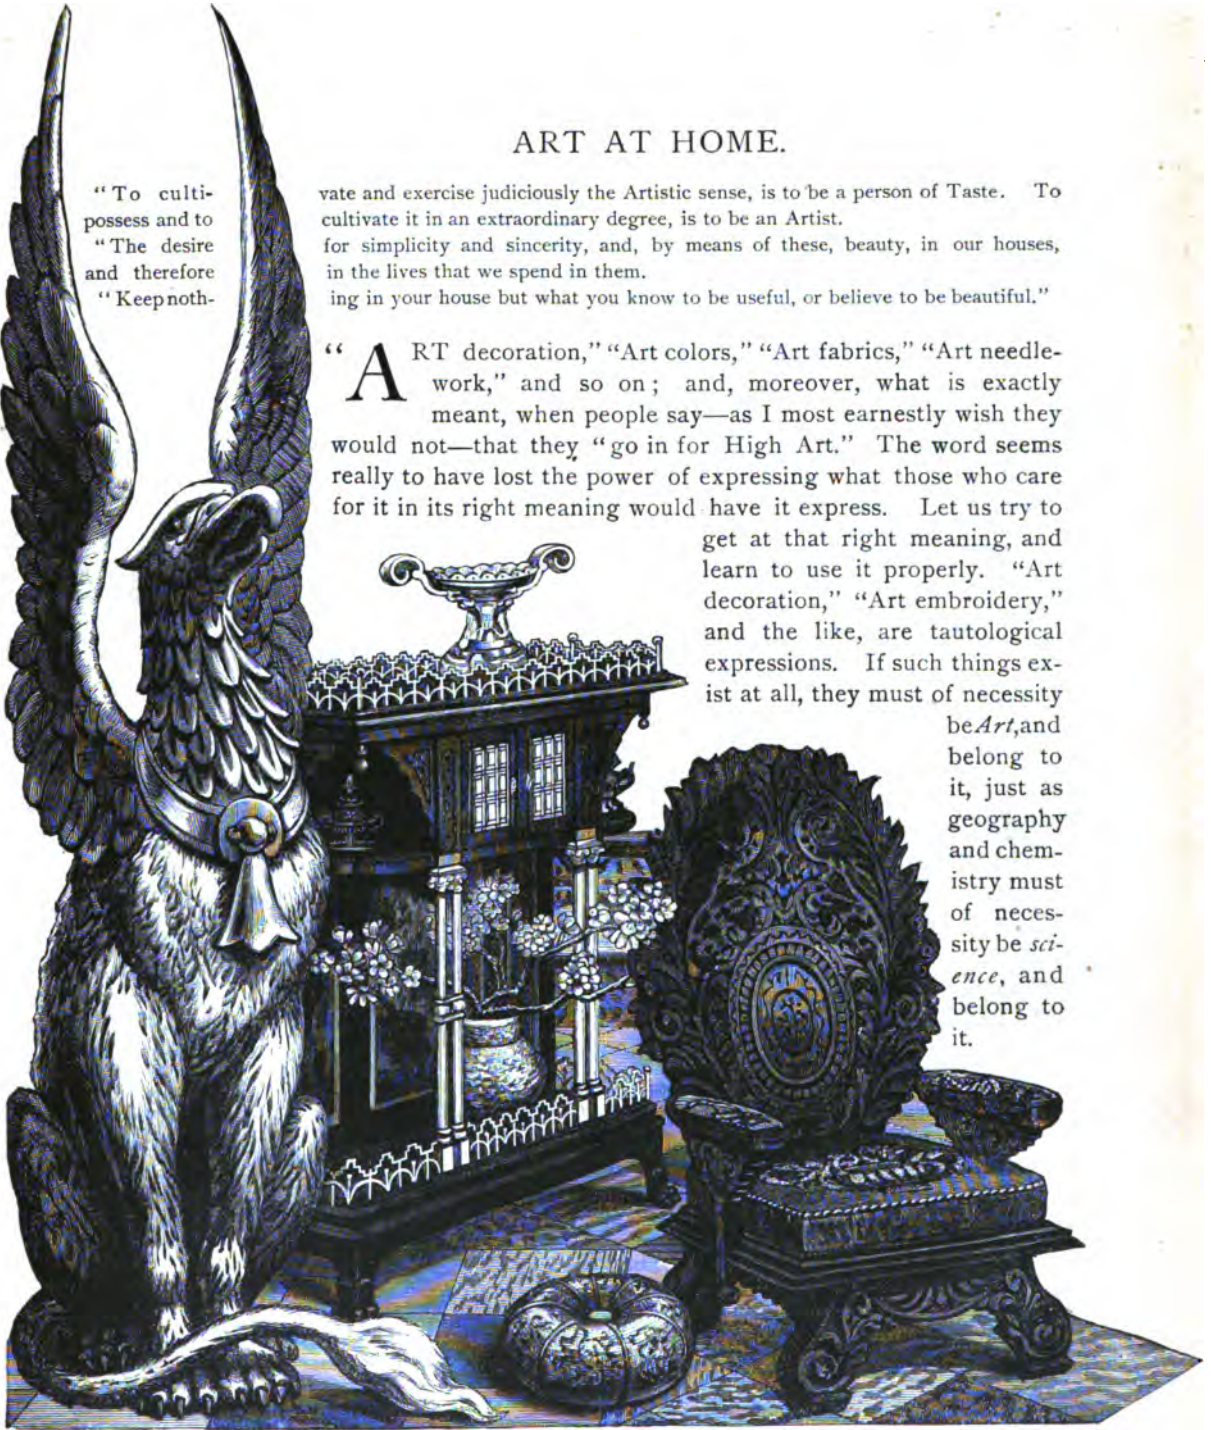 ART AT HOME.
"To culti- vate and exercise judiciously the Artistic sense, is to be a person of Taste. To
possess and to cultivate it in an extraordinary degree, is to be an Artist.
"The desire for simplicity and sincerity, and, by means of these, beauty, in our houses,
and therefore in the lives that we spend in them.
"Keep noth- ing in your house but what you know to be useful, or believe to be beautiful."
"ART decoration," "Art colors," "Art fabrics," "Art needle-
work," and so on; and, moreover, what is exactly
meant, when people say—as I most earnestly wish they
would not—that they "go in for High Art." The word seems
really to have lost the power of expressing what those who care
for it in its right meaning would have it express. Let us try to
get at that right meaning, and
learn to use it properly. "Art
decoration," "Art embroidery,"
and the like, are tautological
expressions. If such things ex-
ist at all, they must of necessity
be Art, and
belong to
it, just as
geography
and chem-
istry must
of neces-
sity be sci-
ence, and
belong to
it.